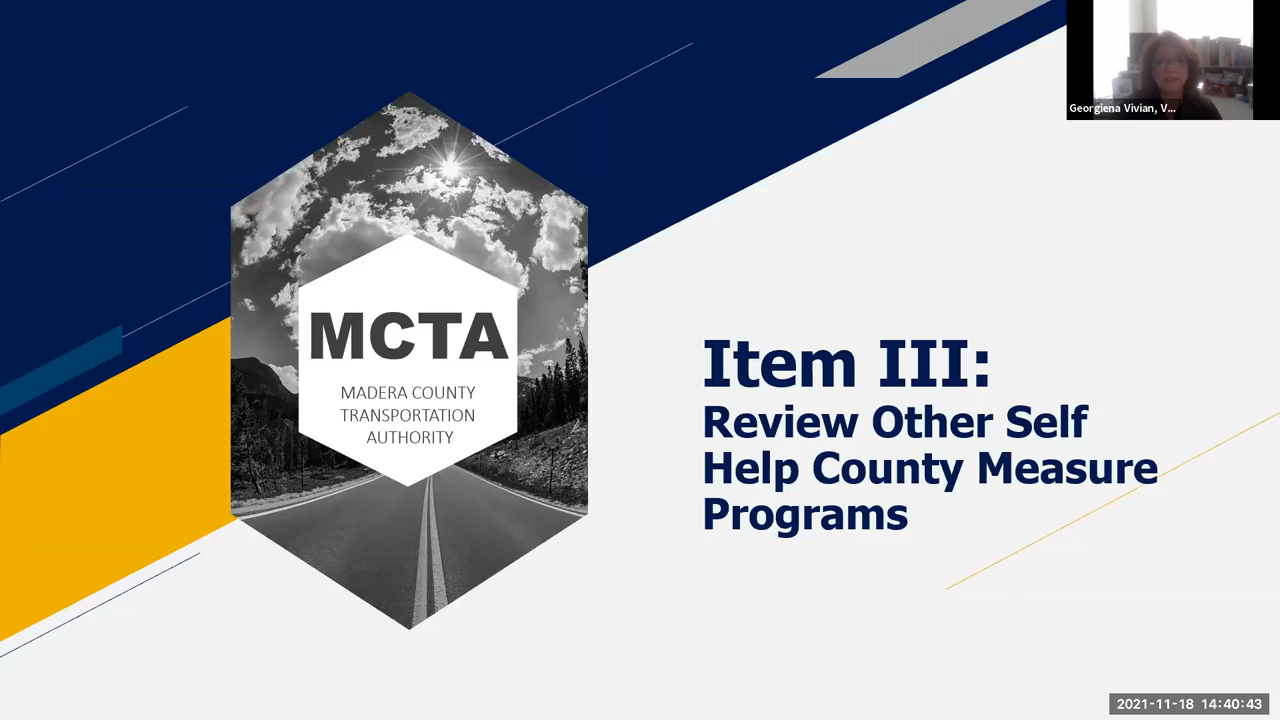 Georgiena Vivian, V...
MCTA
MADERA COUNTY
TRANSPORTATION
AUTHORITY
Item III:
Review Other Self
Help County Measure
Programs
2021-11-18 14:40:43